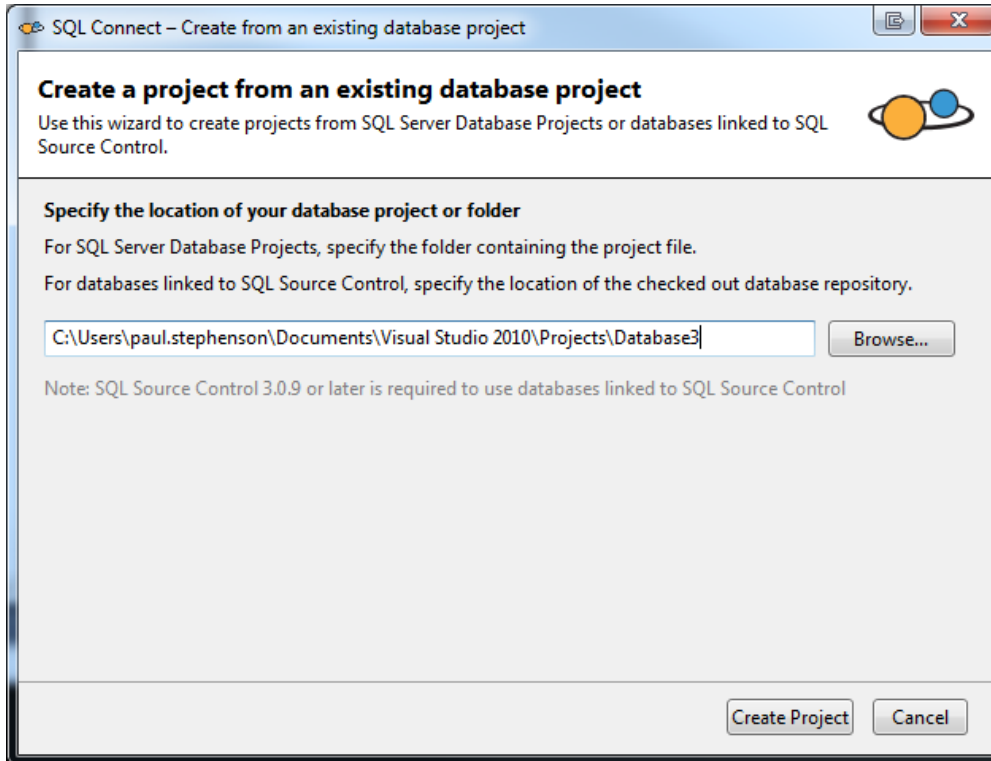 SQL Connect – Create from an existing database project
Create a project from an existing database project
Use this wizard to create projects from SQL Server Database Projects or databases linked to SQL
Source Control.
Specify the location of your database project or folder
For SQL Server Database Projects, specify the folder containing the project file.
For databases linked to SQL Source Control, specify the location of the checked out database repository.
C:\Users\paul.stephenson\Documents\Visual Studio 2010\Projects\Database3
Browse...
Note: SQL Source Control 3.0.9 or later is required to use databases linked to SQL Source Control
Create Project
Cancel